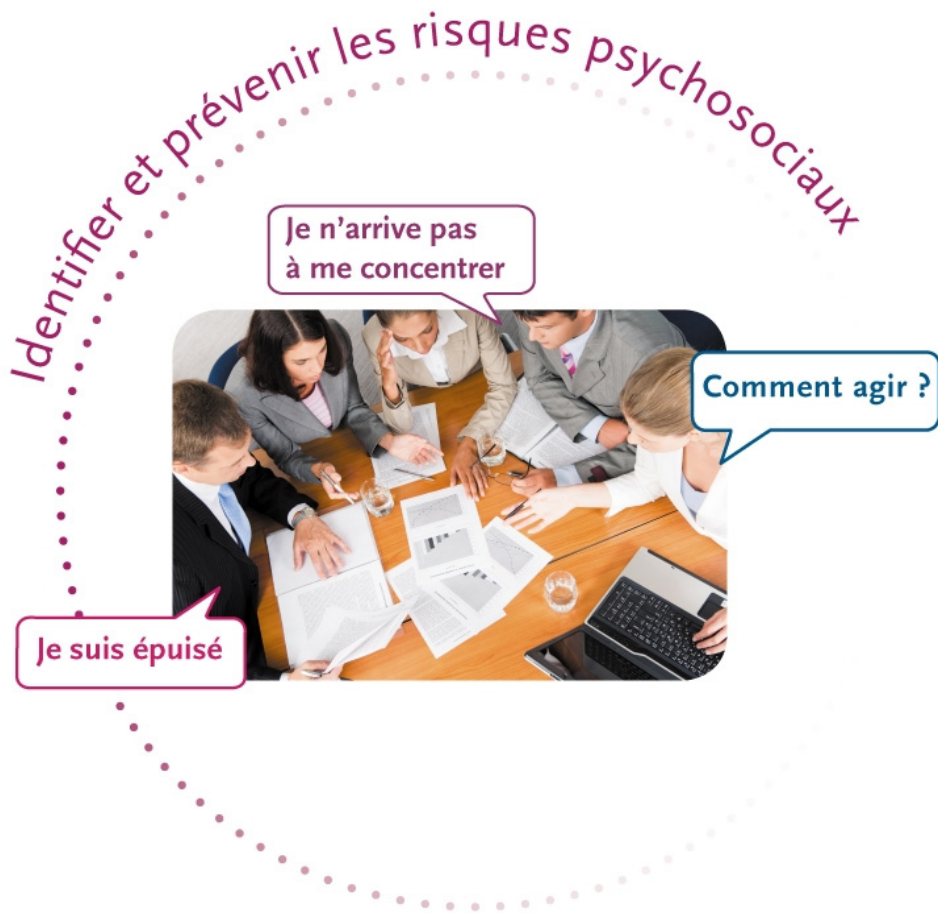 Identifier et prévenir les risques psychosociaux
Je n'arrive pas
à me concentrer
Comment agir ?
Je suis épuisé